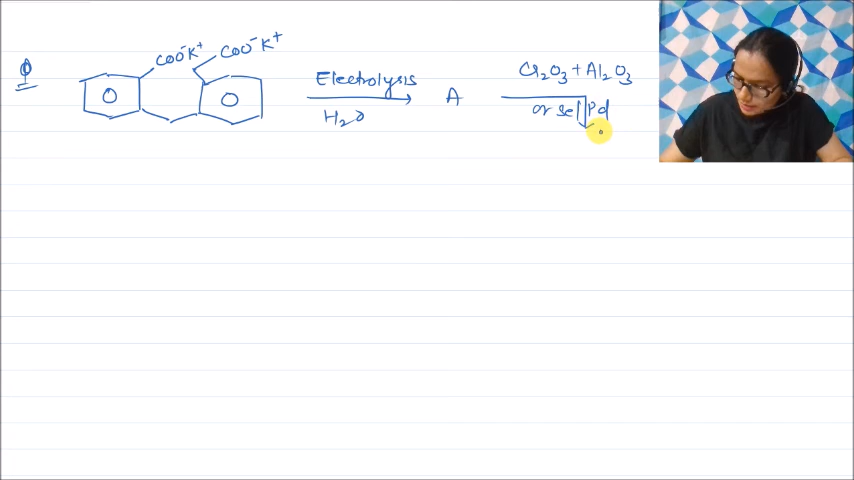 Q
COO⁻K⁺ COO⁻K⁺
Electrolysis
H₂O
A
Cr₂O₃ + Al₂O₃
or Se | Pd